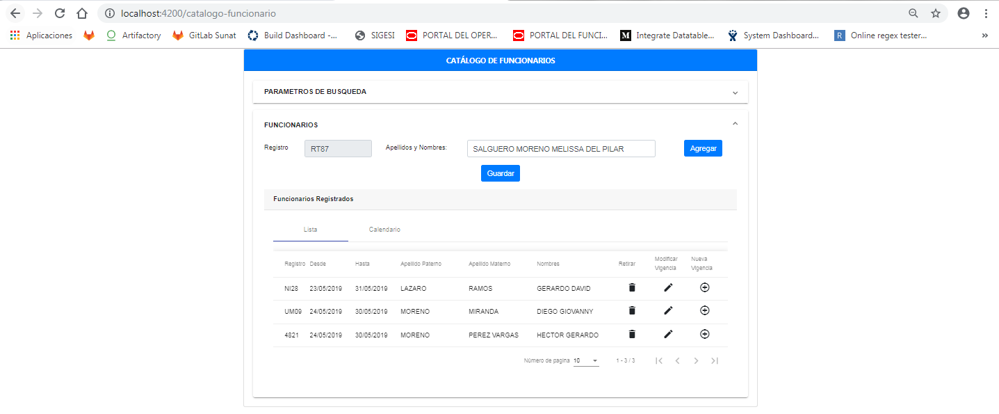 localhost:4200/catalogo-funcionario
Aplicaciones Artifactory GitLab Sunat Build Dashboard -... SIGESI PORTAL DEL OPER... PORTAL DEL FUNCI... M Integrate Datatable... System Dashboard... R Online regex tester... »
CATÁLOGO DE FUNCIONARIOS
PARAMETROS DE BUSQUEDA
FUNCIONARIOS
Registro RT87 Apellidos y Nombres: SALGUERO MORENO MELISSA DEL PILAR Agregar
Guardar
Funcionarios Registrados
Lista Calendario
Registro Desde Hasta Apellido Paterno Apellido Materno Nombres Retirar Modificar Vigencia Nueva Vigencia
NI28 23/05/2019 31/05/2019 LAZARO RAMOS GERARDO DAVID
UM09 24/05/2019 30/05/2019 MORENO MIRANDA DIEGO GIOVANNY
4821 24/05/2019 30/05/2019 MORENO PEREZ VARGAS HECTOR GERARDO
Número de pagina 10 1 - 3 / 3